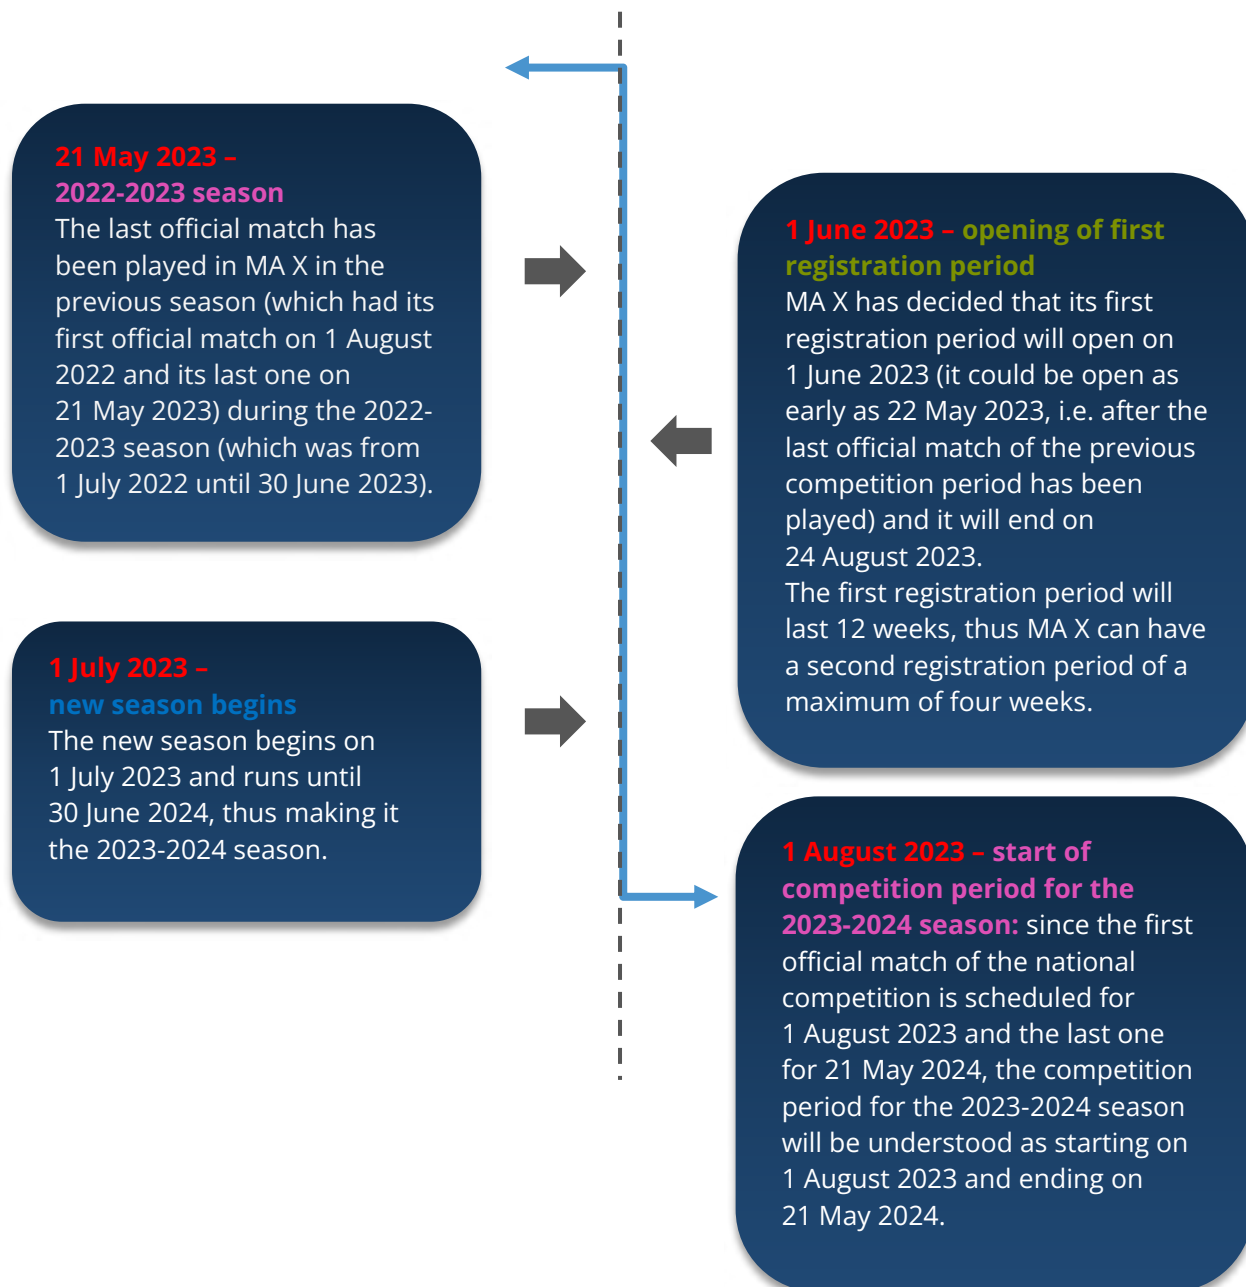 21 May 2023 –
2022-2023 season
The last official match has
been played in MA X in the
previous season (which had its
first official match on 1 August
2022 and its last one on
21 May 2023) during the 2022-
2023 season (which was from
1 July 2022 until 30 June 2023).
1 June 2023 – opening of first
registration period
MA X has decided that its first
registration period will open on
1 June 2023 (it could be open as
early as 22 May 2023, i.e. after the
last official match of the previous
competition period has been
played) and it will end on
24 August 2023.
The first registration period will
last 12 weeks, thus MA X can have
a second registration period of a
maximum of four weeks.
1 July 2023 –
new season begins
The new season begins on
1 July 2023 and runs until
30 June 2024, thus making it
the 2023-2024 season.
1 August 2023 – start of
competition period for the
2023-2024 season: since the first
official match of the national
competition is scheduled for
1 August 2023 and the last one
for 21 May 2024, the competition
period for the 2023-2024 season
will be understood as starting on
1 August 2023 and ending on
21 May 2024.